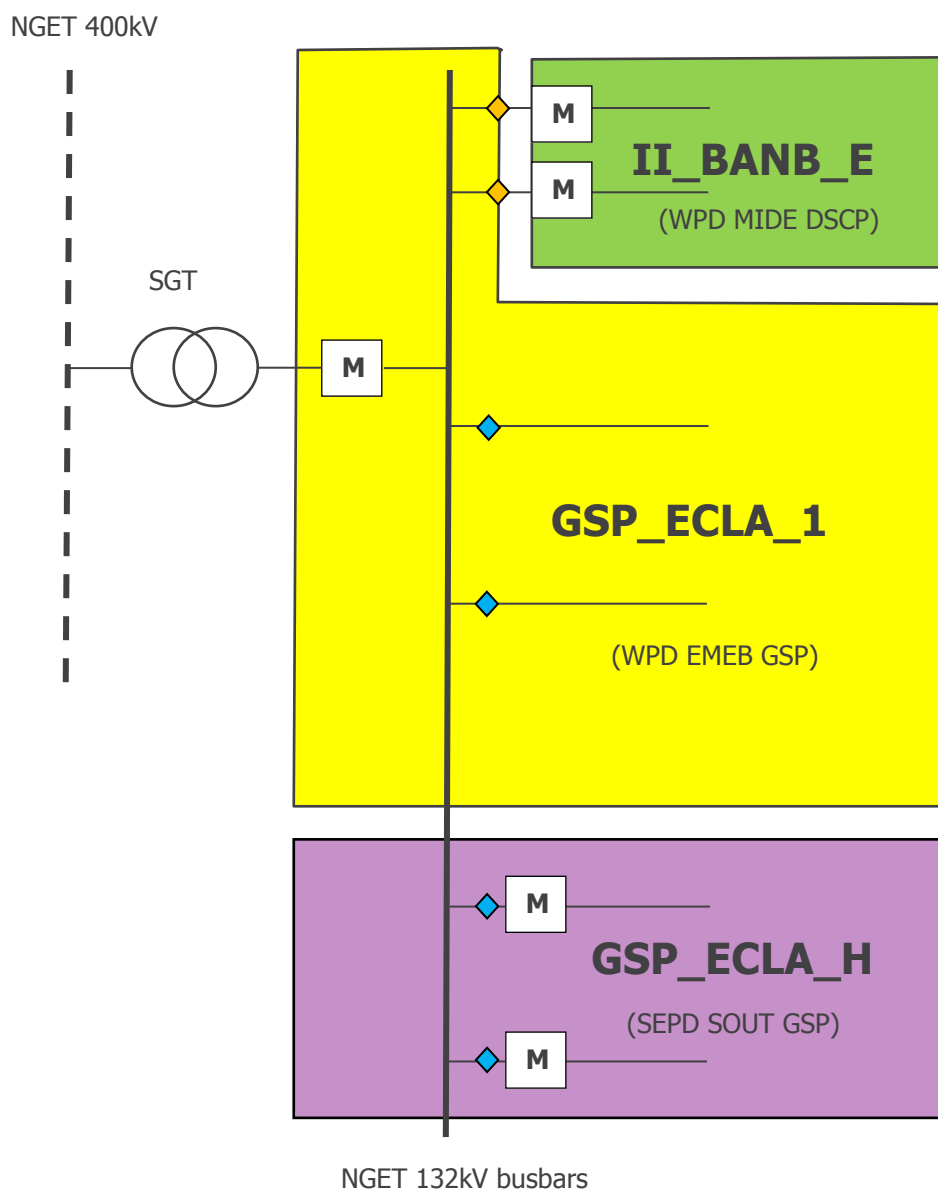 NGET 400kV
M
II_BANB_E
M
(WPD MIDE DSCP)
SGT
M
GSP_ECLA_1
(WPD EMEB GSP)
M
GSP_ECLA_H
(SEPD SOUT GSP)
M
NGET 132kV busbars